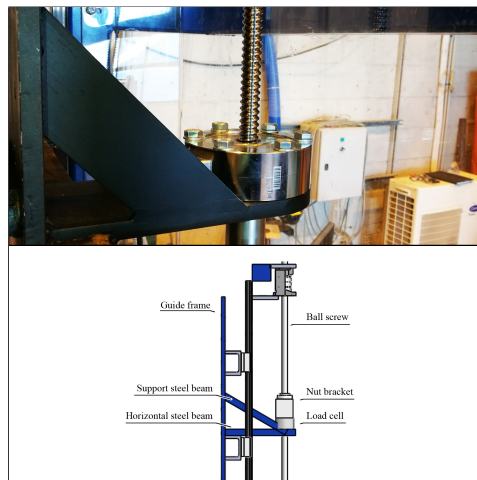 Guide frame
Ball screw
Support steel beam
Nut bracket
Horizontal steel beam
Load cell